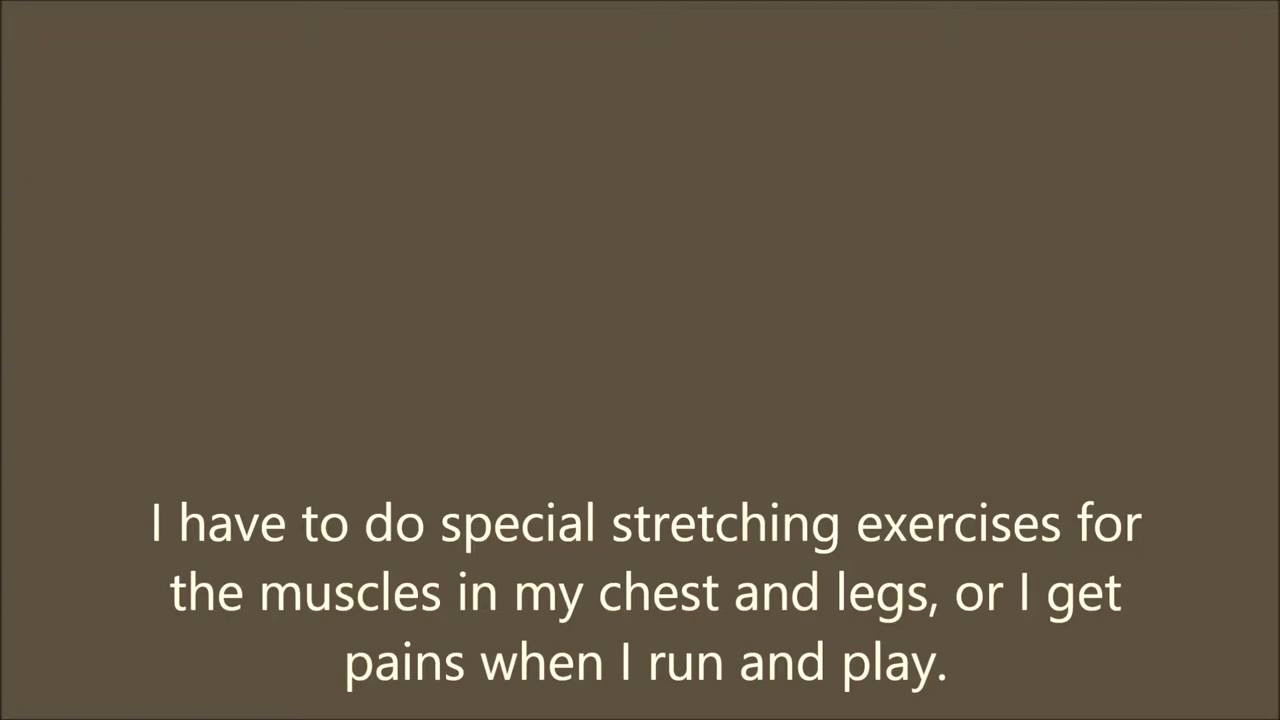 I have to do special stretching exercises for
the muscles in my chest and legs, or I get
pains when I run and play.